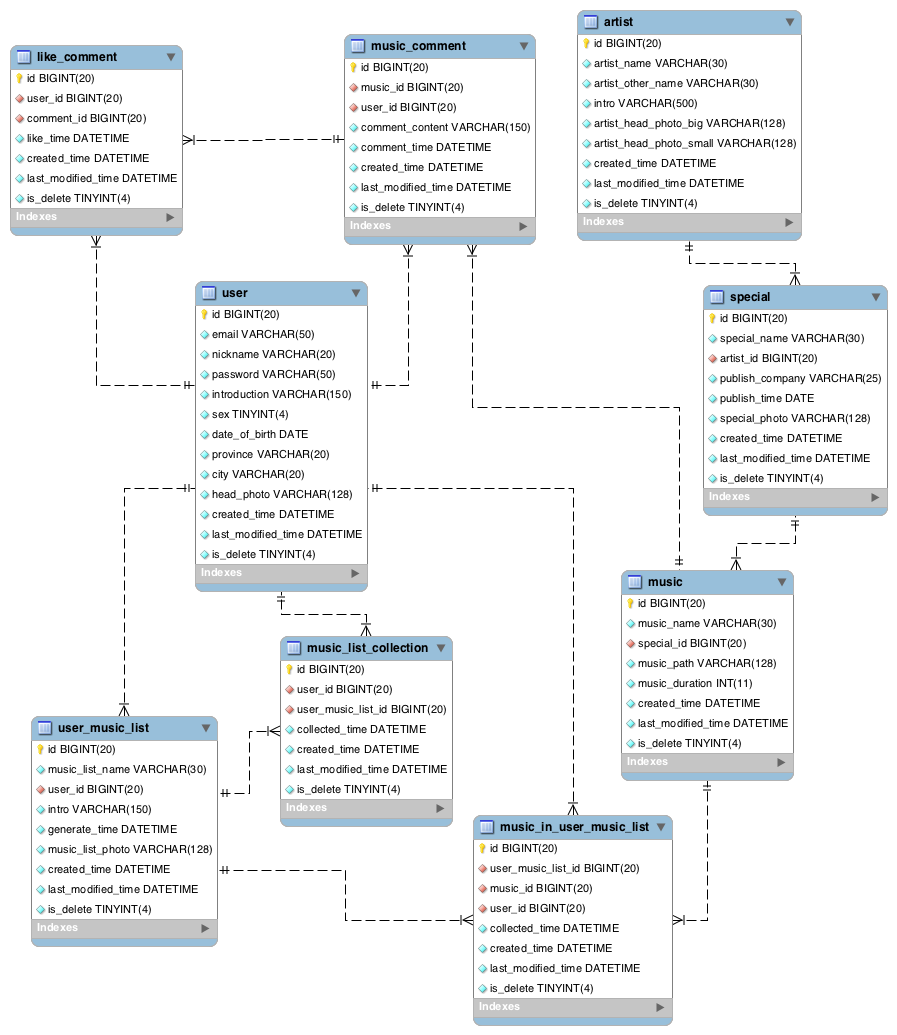 like_comment
id BIGINT(20)
user_id BIGINT(20)
comment_id BIGINT(20)
like_time DATETIME
created_time DATETIME
last_modified_time DATETIME
is_delete TINYINT(4)
Indexes
music_comment
id BIGINT(20)
music_id BIGINT(20)
user_id BIGINT(20)
comment_content VARCHAR(150)
comment_time DATETIME
created_time DATETIME
last_modified_time DATETIME
is_delete TINYINT(4)
Indexes
artist
id BIGINT(20)
artist_name VARCHAR(30)
artist_other_name VARCHAR(30)
intro VARCHAR(500)
artist_head_photo_big VARCHAR(128)
artist_head_photo_small VARCHAR(128)
created_time DATETIME
last_modified_time DATETIME
is_delete TINYINT(4)
Indexes
user
id BIGINT(20)
email VARCHAR(50)
nickname VARCHAR(20)
password VARCHAR(50)
introduction VARCHAR(150)
sex TINYINT(4)
date_of_birth DATE
province VARCHAR(20)
city VARCHAR(20)
head_photo VARCHAR(128)
created_time DATETIME
last_modified_time DATETIME
is_delete TINYINT(4)
Indexes
special
id BIGINT(20)
special_name VARCHAR(30)
artist_id BIGINT(20)
publish_company VARCHAR(25)
publish_time DATE
special_photo VARCHAR(128)
created_time DATETIME
last_modified_time DATETIME
is_delete TINYINT(4)
Indexes
music
id BIGINT(20)
music_name VARCHAR(30)
special_id BIGINT(20)
music_path VARCHAR(128)
music_duration INT(11)
created_time DATETIME
last_modified_time DATETIME
is_delete TINYINT(4)
Indexes
music_list_collection
id BIGINT(20)
user_id BIGINT(20)
user_music_list_id BIGINT(20)
collected_time DATETIME
created_time DATETIME
last_modified_time DATETIME
is_delete TINYINT(4)
Indexes
user_music_list
id BIGINT(20)
music_list_name VARCHAR(30)
user_id BIGINT(20)
intro VARCHAR(150)
generate_time DATETIME
music_list_photo VARCHAR(128)
created_time DATETIME
last_modified_time DATETIME
is_delete TINYINT(4)
Indexes
music_in_user_music_list
id BIGINT(20)
user_music_list_id BIGINT(20)
music_id BIGINT(20)
user_id BIGINT(20)
collected_time DATETIME
created_time DATETIME
last_modified_time DATETIME
is_delete TINYINT(4)
Indexes